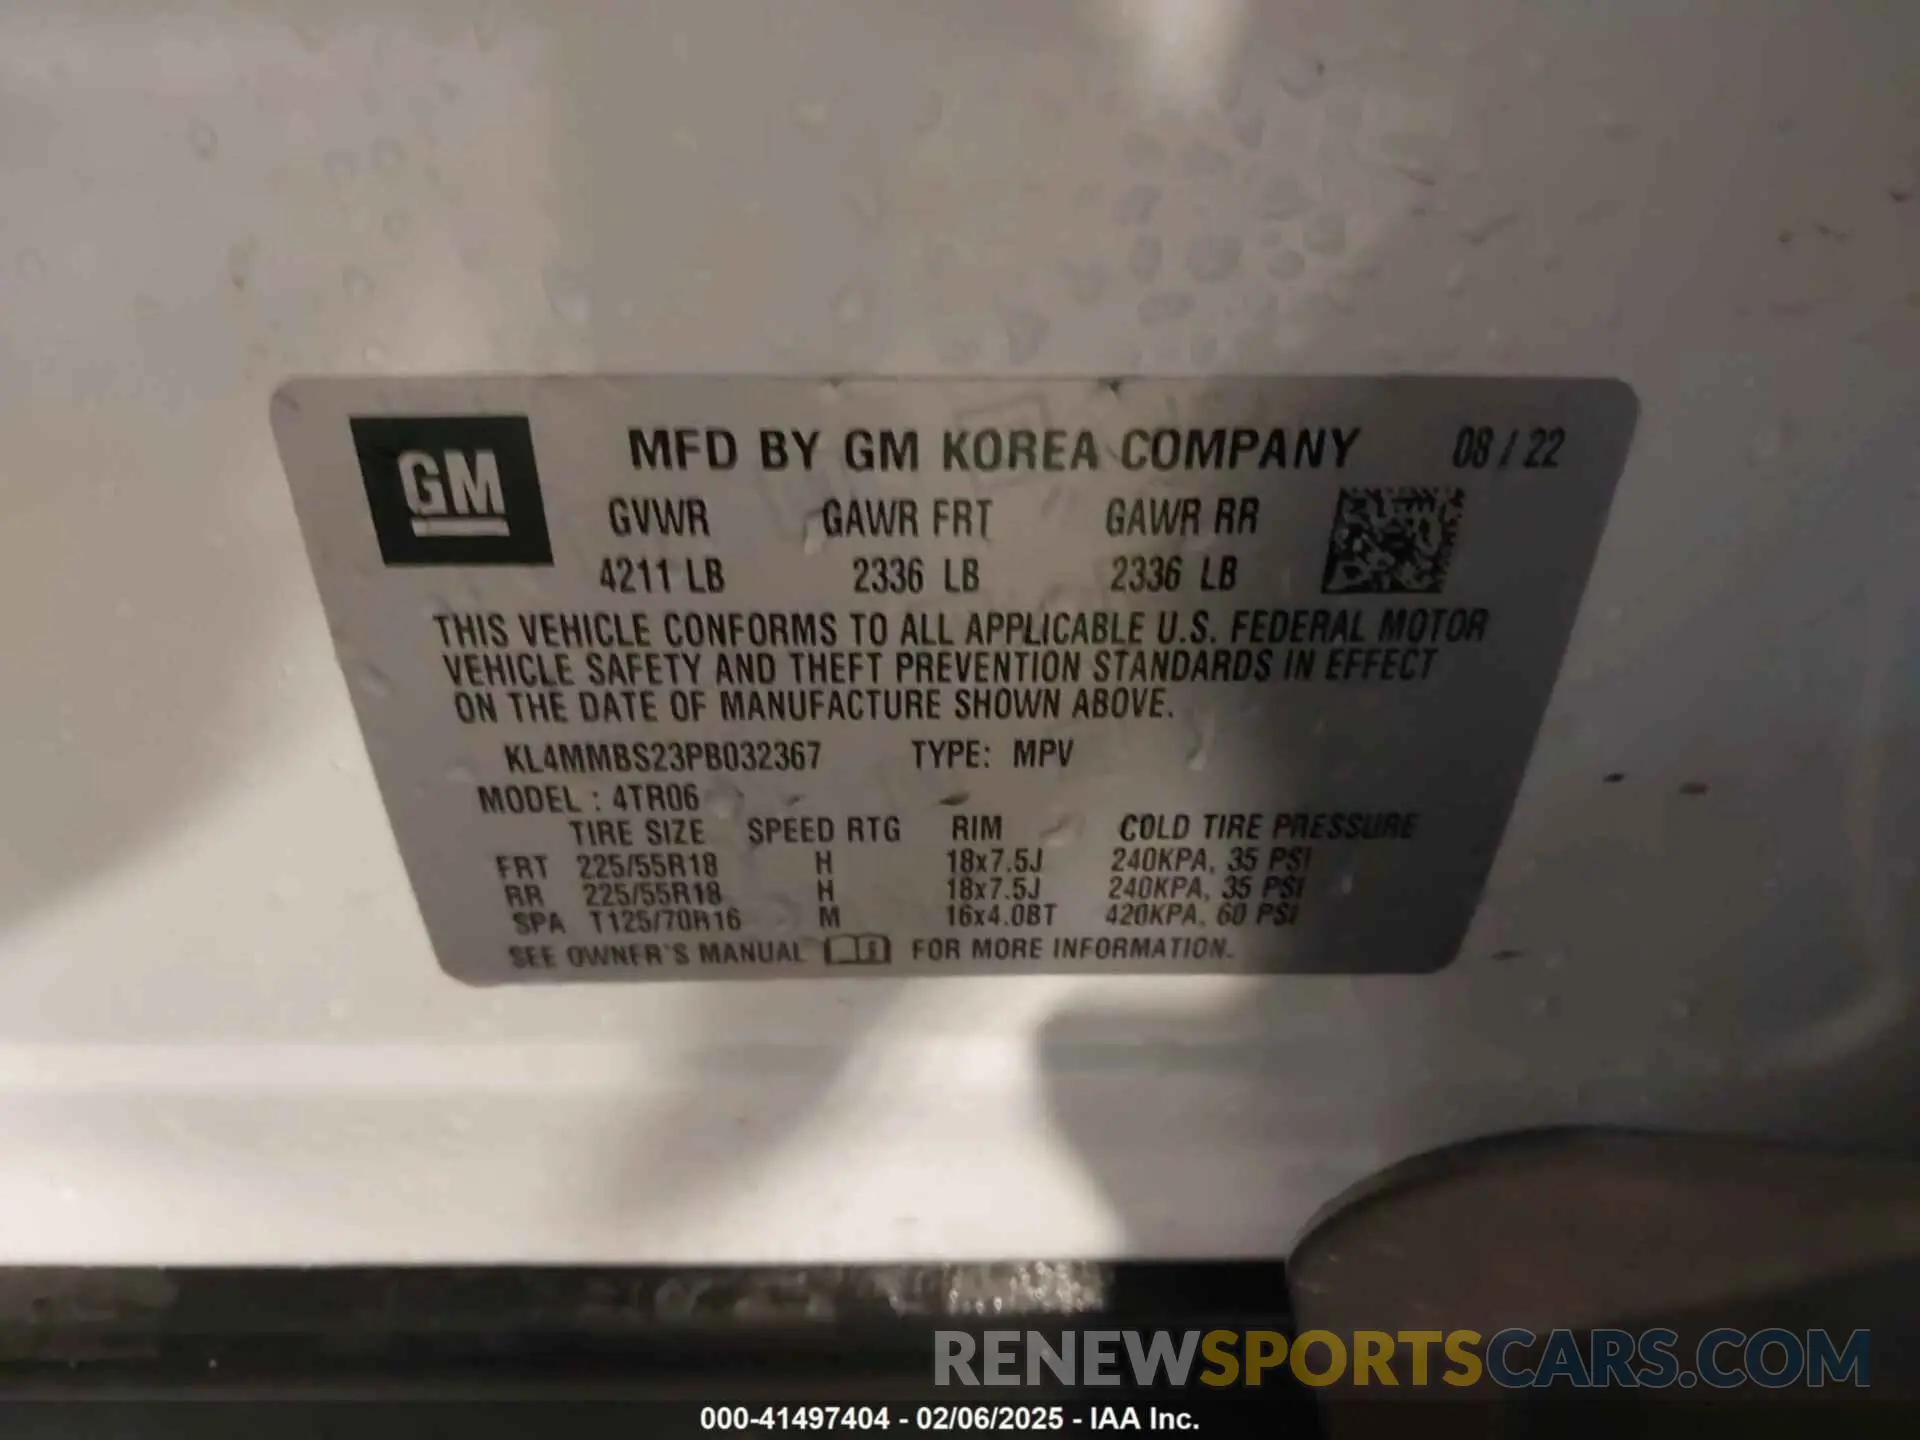 GM
MFD BY GM KOREA COMPANY 08 / 22
GVWR GAWR FRT GAWR RR
4211 LB 2336 LB 2336 LB
THIS VEHICLE CONFORMS TO ALL APPLICABLE U.S. FEDERAL MOTOR
VEHICLE SAFETY AND THEFT PREVENTION STANDARDS IN EFFECT
ON THE DATE OF MANUFACTURE SHOWN ABOVE.
KL4MMBS23PB032367 TYPE: MPV
MODEL : 4TR06
TIRE SIZE SPEED RTG RIM COLD TIRE PRESSURE
FRT 225/55R18 H 18x7.5J 240KPA, 35 PSI
RR 225/55R18 H 18x7.5J 240KPA, 35 PSI
SPA T125/70R16 M 16x4.0BT 420KPA, 60 PSI
SEE OWNER'S MANUAL FOR MORE INFORMATION.
RENEWSPORTSCARS.COM
000-41497404 - 02/06/2025 - IAA Inc.